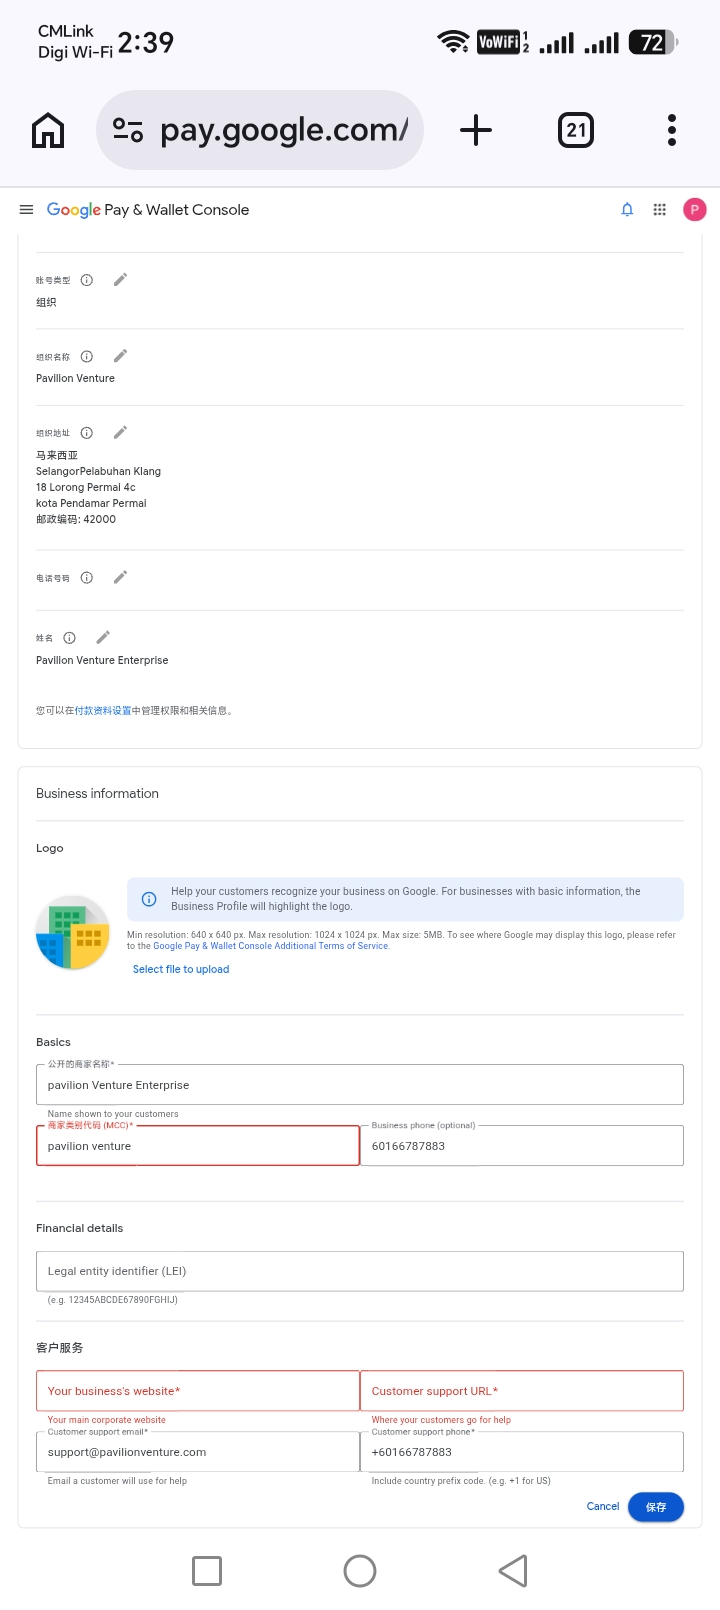 CMLink
Digi Wi-Fi
2:39
VoWiFi 1 2
72
pay.google.com/
21
Google Pay & Wallet Console
P
账号类型
组织
组织名称
Pavilion Venture
组织地址
马来西亚
SelangorPelabuhan Klang
18 Lorong Permai 4c
kota Pendamar Permai
邮政编码: 42000
电话号码
姓名
Pavilion Venture Enterprise
您可以在付款资料设置中管理权限和相关信息。
Business information
Logo
Help your customers recognize your business on Google. For businesses with basic information, the
Business Profile will highlight the logo.
Min resolution: 640 x 640 px. Max resolution: 1024 x 1024 px. Max size: 5MB. To see where Google may display this logo, please refer
to the Google Pay & Wallet Console Additional Terms of Service.
Select file to upload
Basics
公开的商家名称*
pavilion Venture Enterprise
Name shown to your customers
商家类别代码 (MCC)*
pavilion venture
Business phone (optional)
60166787883
Financial details
Legal entity identifier (LEI)
(e.g. 12345ABCDE67890FGHIJ)
客户服务
Your business's website*
Customer support URL*
Your main corporate website
Where your customers go for help
Customer support email*
support@pavilionventure.com
Customer support phone*
+60166787883
Email a customer will use for help
Include country prefix code. (e.g. +1 for US)
Cancel
保存